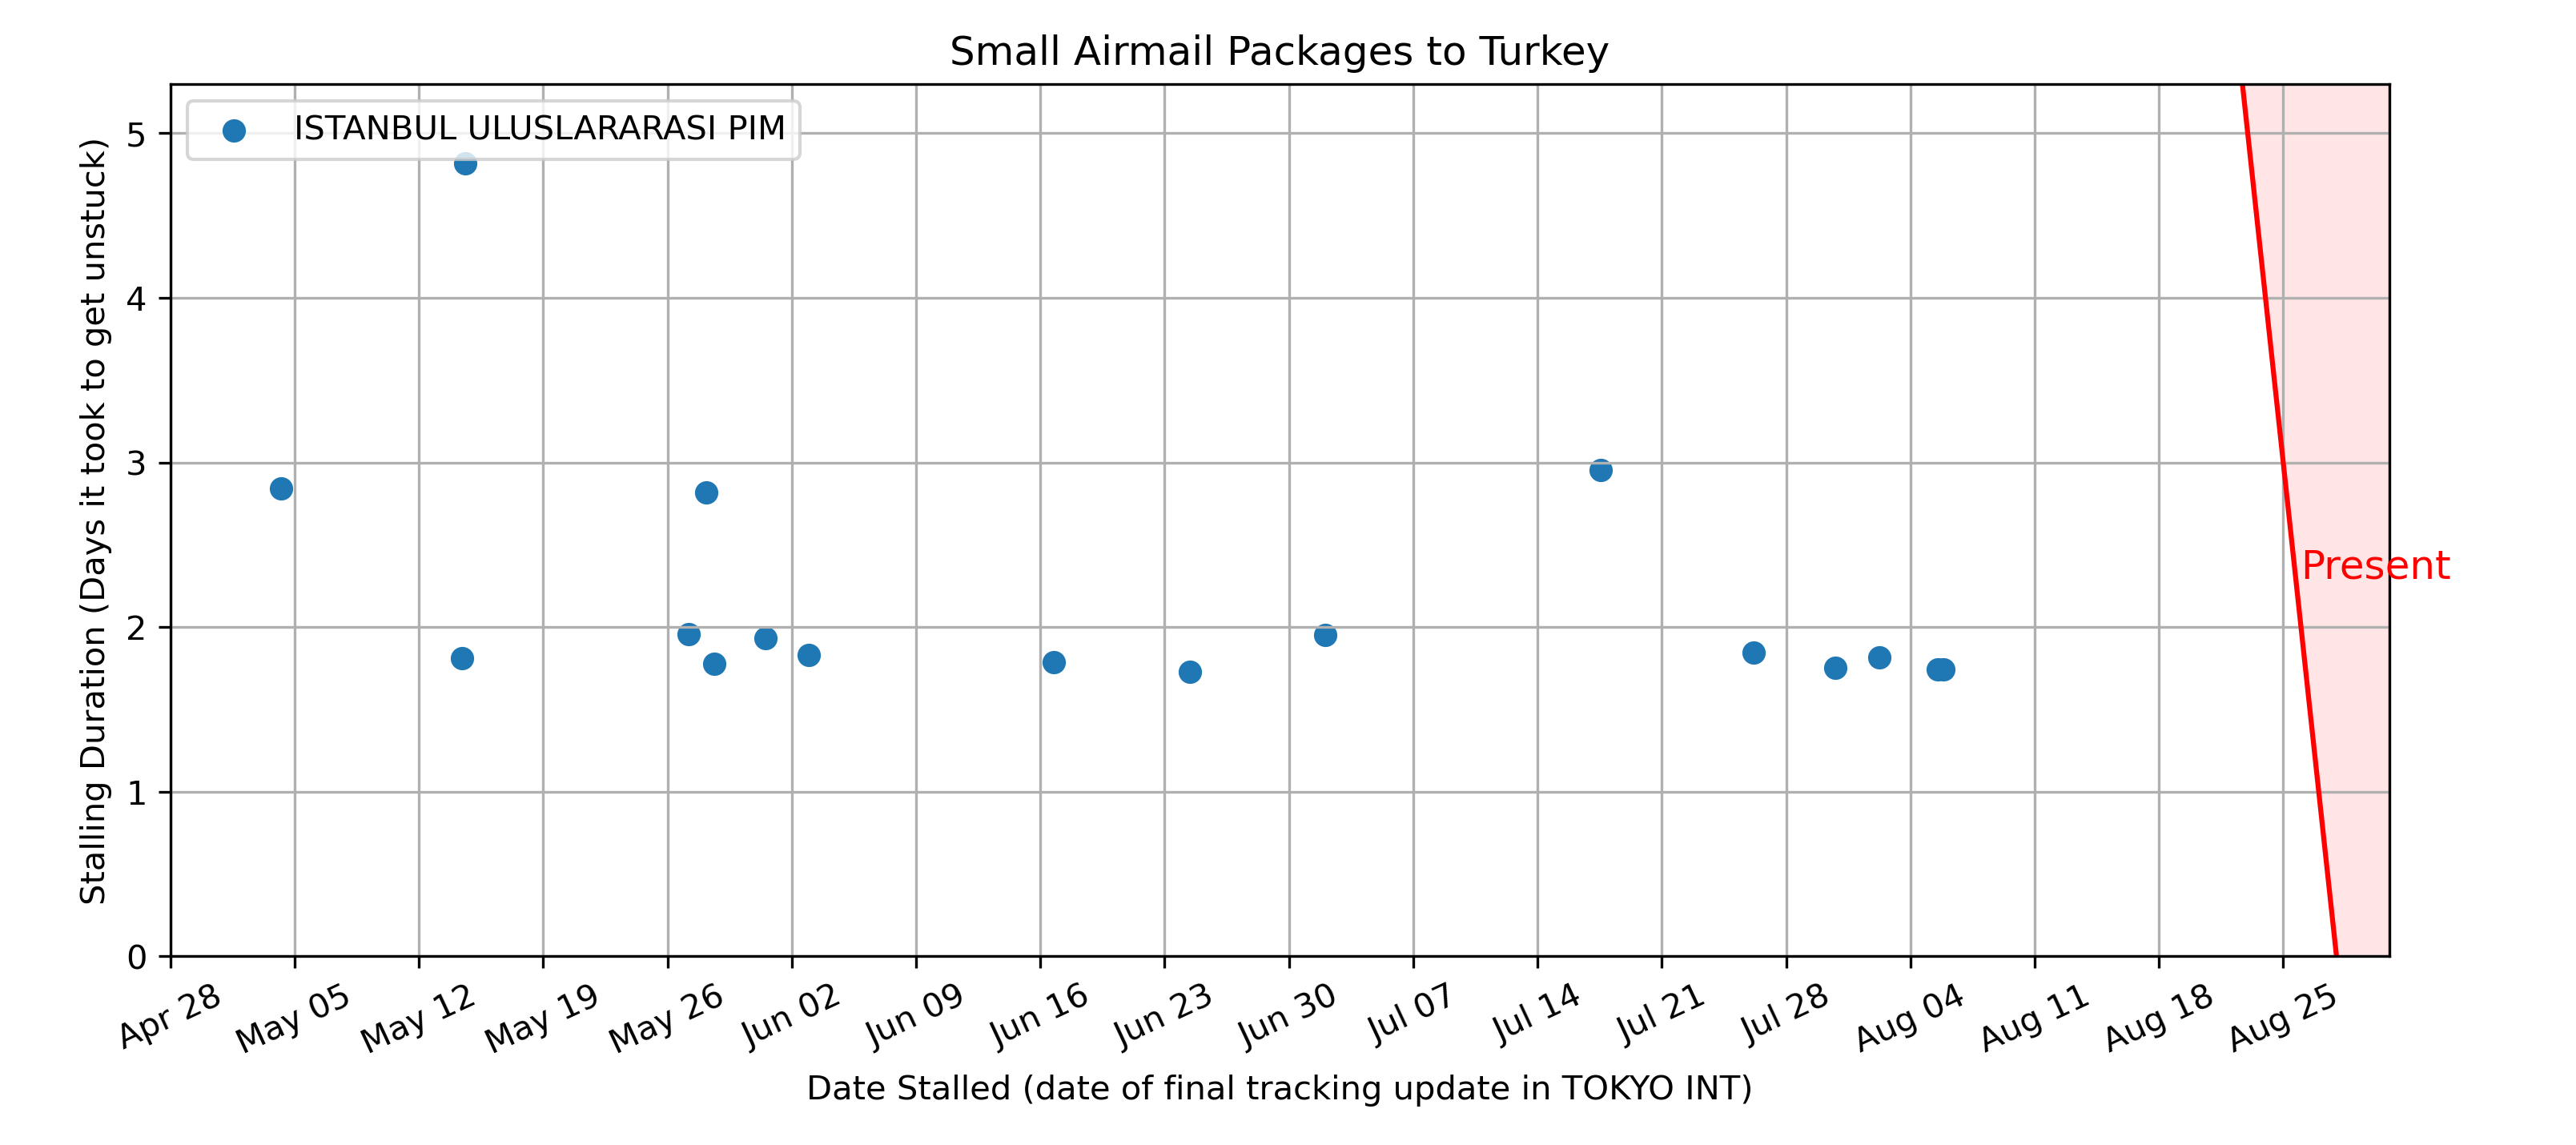 Small Airmail Packages to Turkey
ISTANBUL ULUSLARARASI PIM
Stalling Duration (Days it took to get unstuck)
5
4
3
2
1
0
Present
Apr 28
May 05
May 12
May 19
May 26
Jun 02
Jun 09
Jun 16
Jun 23
Jun 30
Jul 07
Jul 14
Jul 21
Jul 28
Aug 04
Aug 11
Aug 18
Aug 25
Date Stalled (date of final tracking update in TOKYO INT)